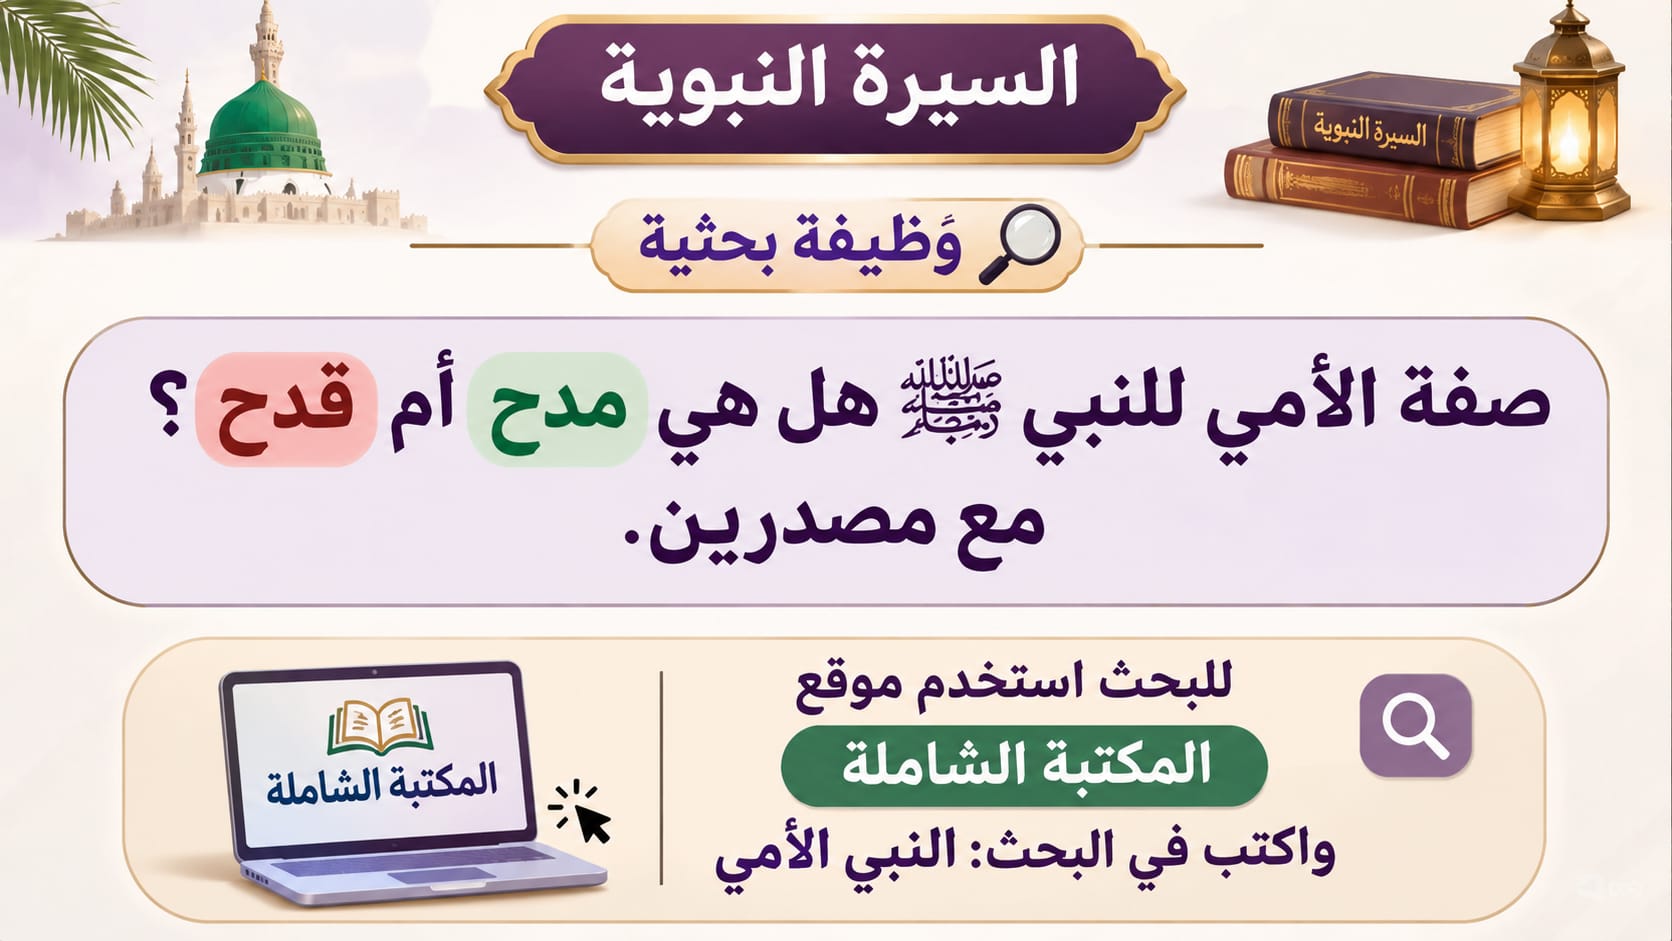 السيرة النبوية
السيرة النبوية
وَظيفة بحثية
صفة الأمي للنبي ﷺ هل هي مدح أم قدح ؟
مع مصدرين.
للبحث استخدم موقع
المكتبة الشاملة
واكتب في البحث: النبي الأمي
المكتبة الشاملة